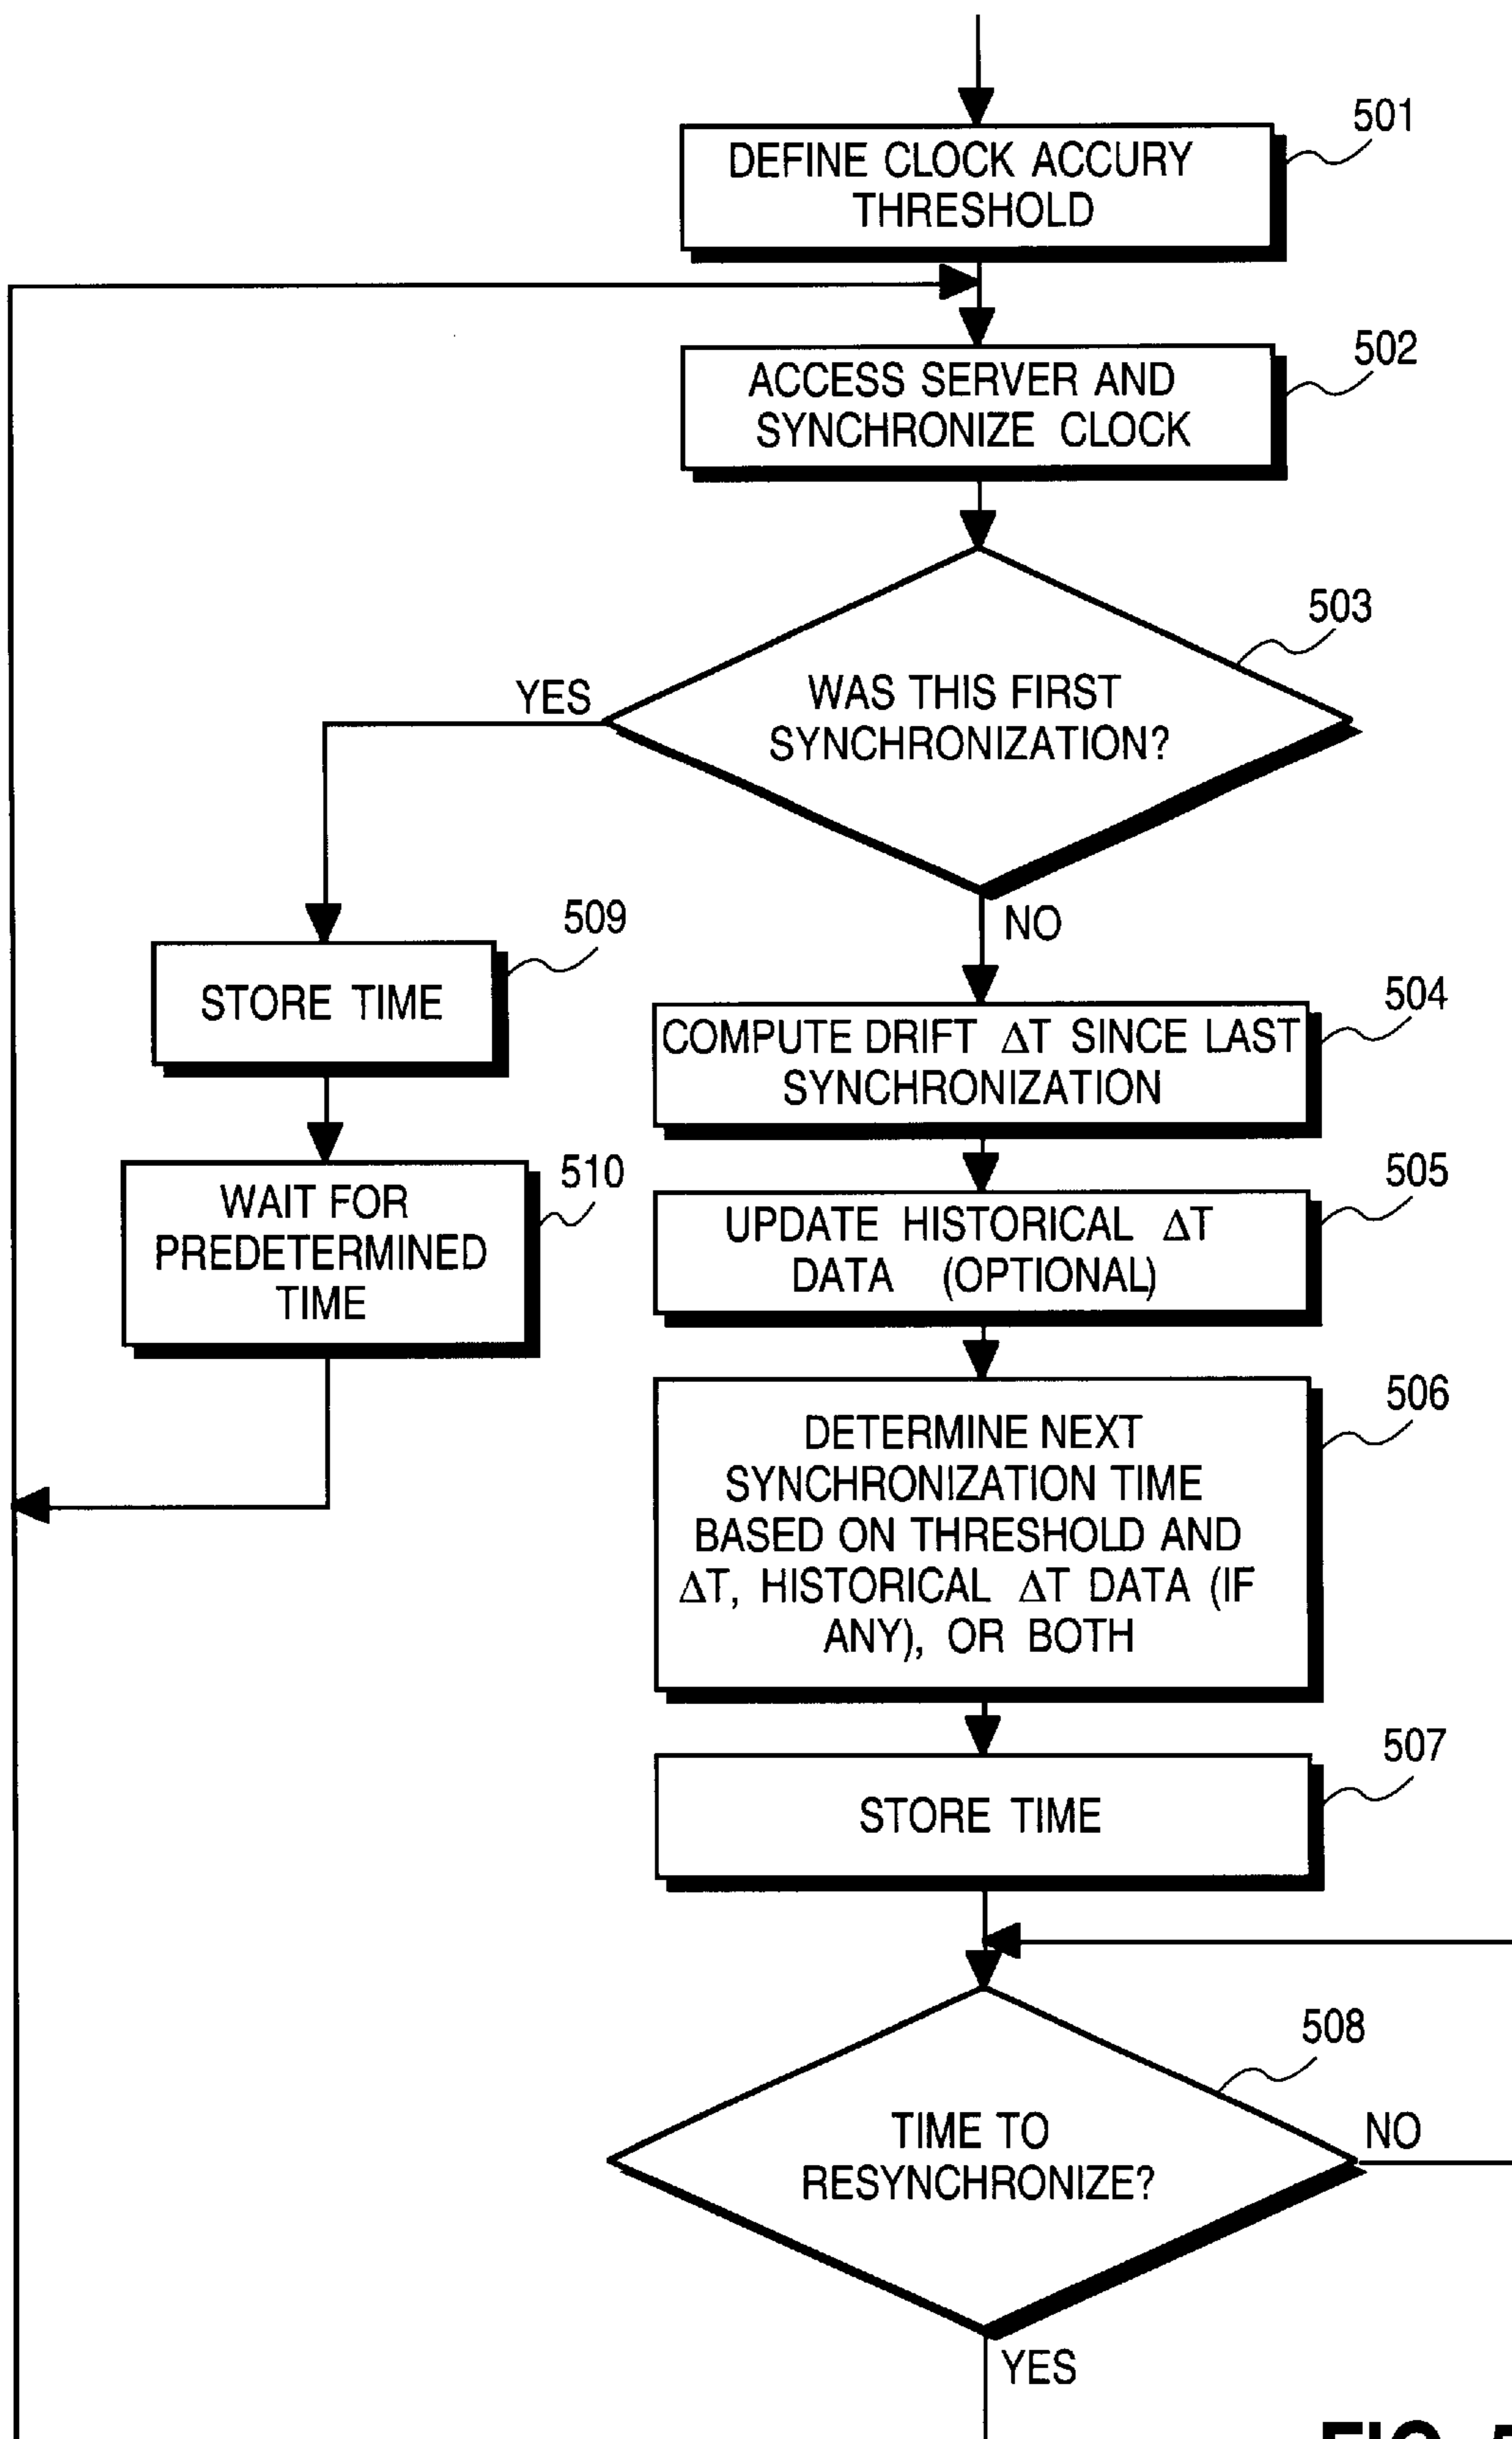 501
DEFINE CLOCK ACCURY
THRESHOLD
502
ACCESS SERVER AND
SYNCHRONIZE CLOCK
503
WAS THIS FIRST
SYNCHRONIZATION?
YES
NO
509
STORE TIME
510
WAIT FOR
PREDETERMINED
TIME
504
COMPUTE DRIFT ΔT SINCE LAST
SYNCHRONIZATION
505
UPDATE HISTORICAL ΔT
DATA (OPTIONAL)
506
DETERMINE NEXT
SYNCHRONIZATION TIME
BASED ON THRESHOLD AND
ΔT, HISTORICAL ΔT DATA (IF
ANY), OR BOTH
507
STORE TIME
508
TIME TO
RESYNCHRONIZE?
NO
YES